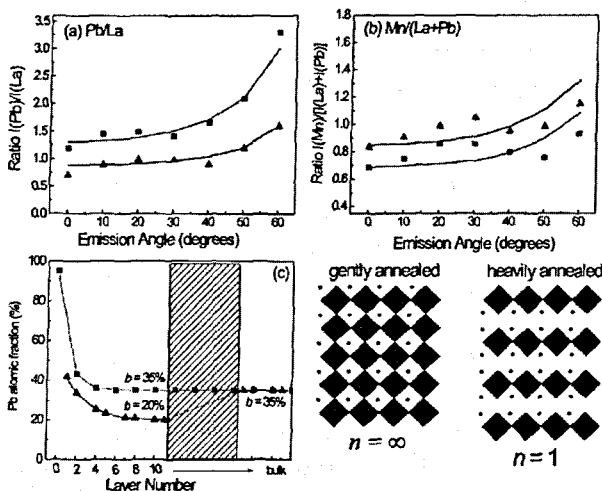 (a) Pb/La
Ratio I(Pb)/I(La)
3.5
3.0
2.5
2.0
1.5
1.0
0.5
0.0
0 10 20 30 40 50 60
Emission Angle (degrees)
(b) Mn/(La+Pb)
Ratio I(Mn)/[I(La)+I(Pb)]
1.8
1.6
1.4
1.2
1.0
0.8
0.6
0.4
0 10 20 30 40 50 60
Emission Angle (degrees)
(c)
Pb atomic fraction (%)
100
80
60
40
20
0
b = 35%
b = 20%
b = 35%
0 2 4 6 8 10
bulk
Layer Number
gently annealed
n = ∞
heavily annealed
n = 1